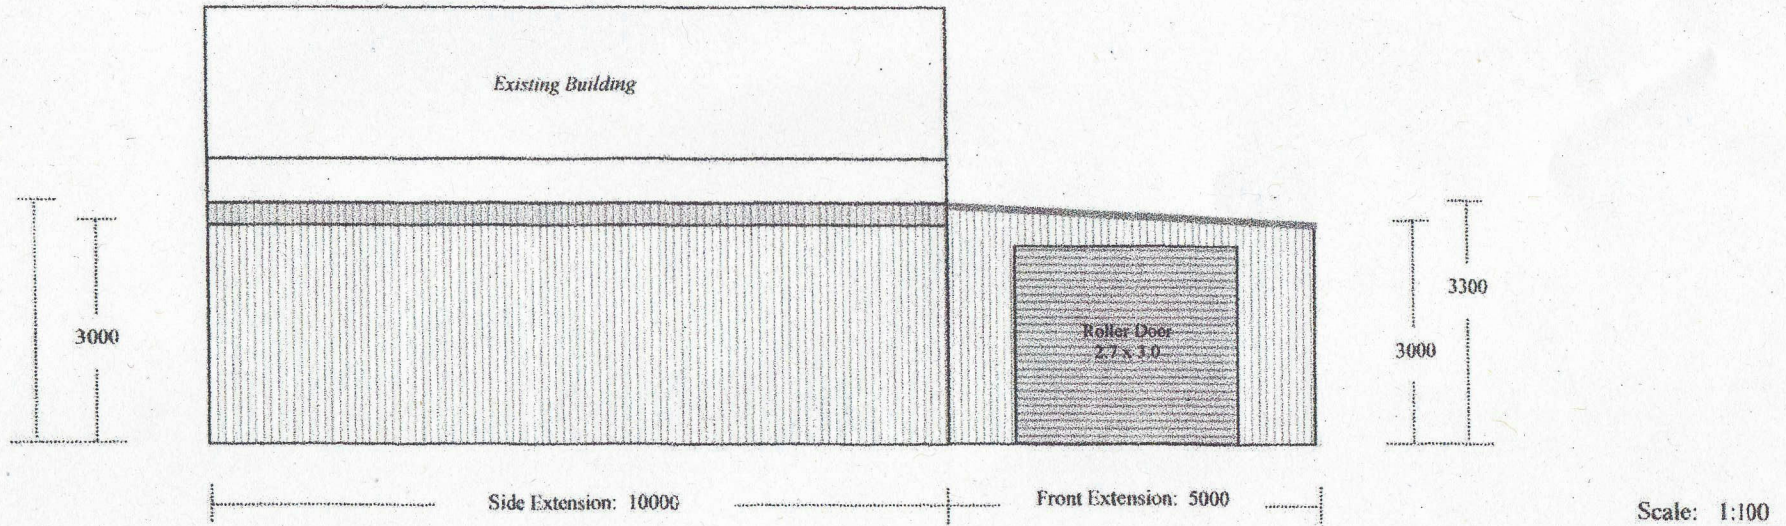 Existing Building
3000
3300
Roller Door
2.7 x 3.0
3000
Side Extension: 10000
Front Extension: 5000
Scale: 1:100